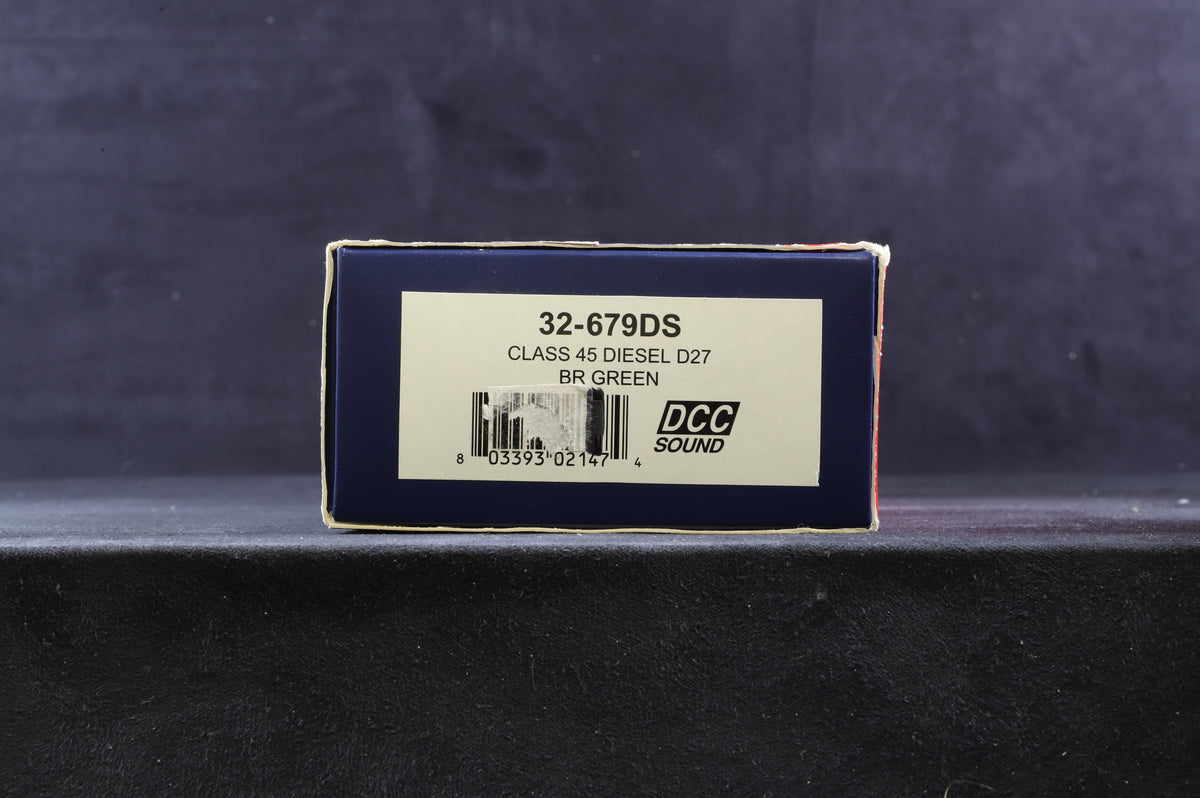 32-679DS
CLASS 45 DIESEL D27
BR GREEN
DCC
SOUND
8 03393 02147 4